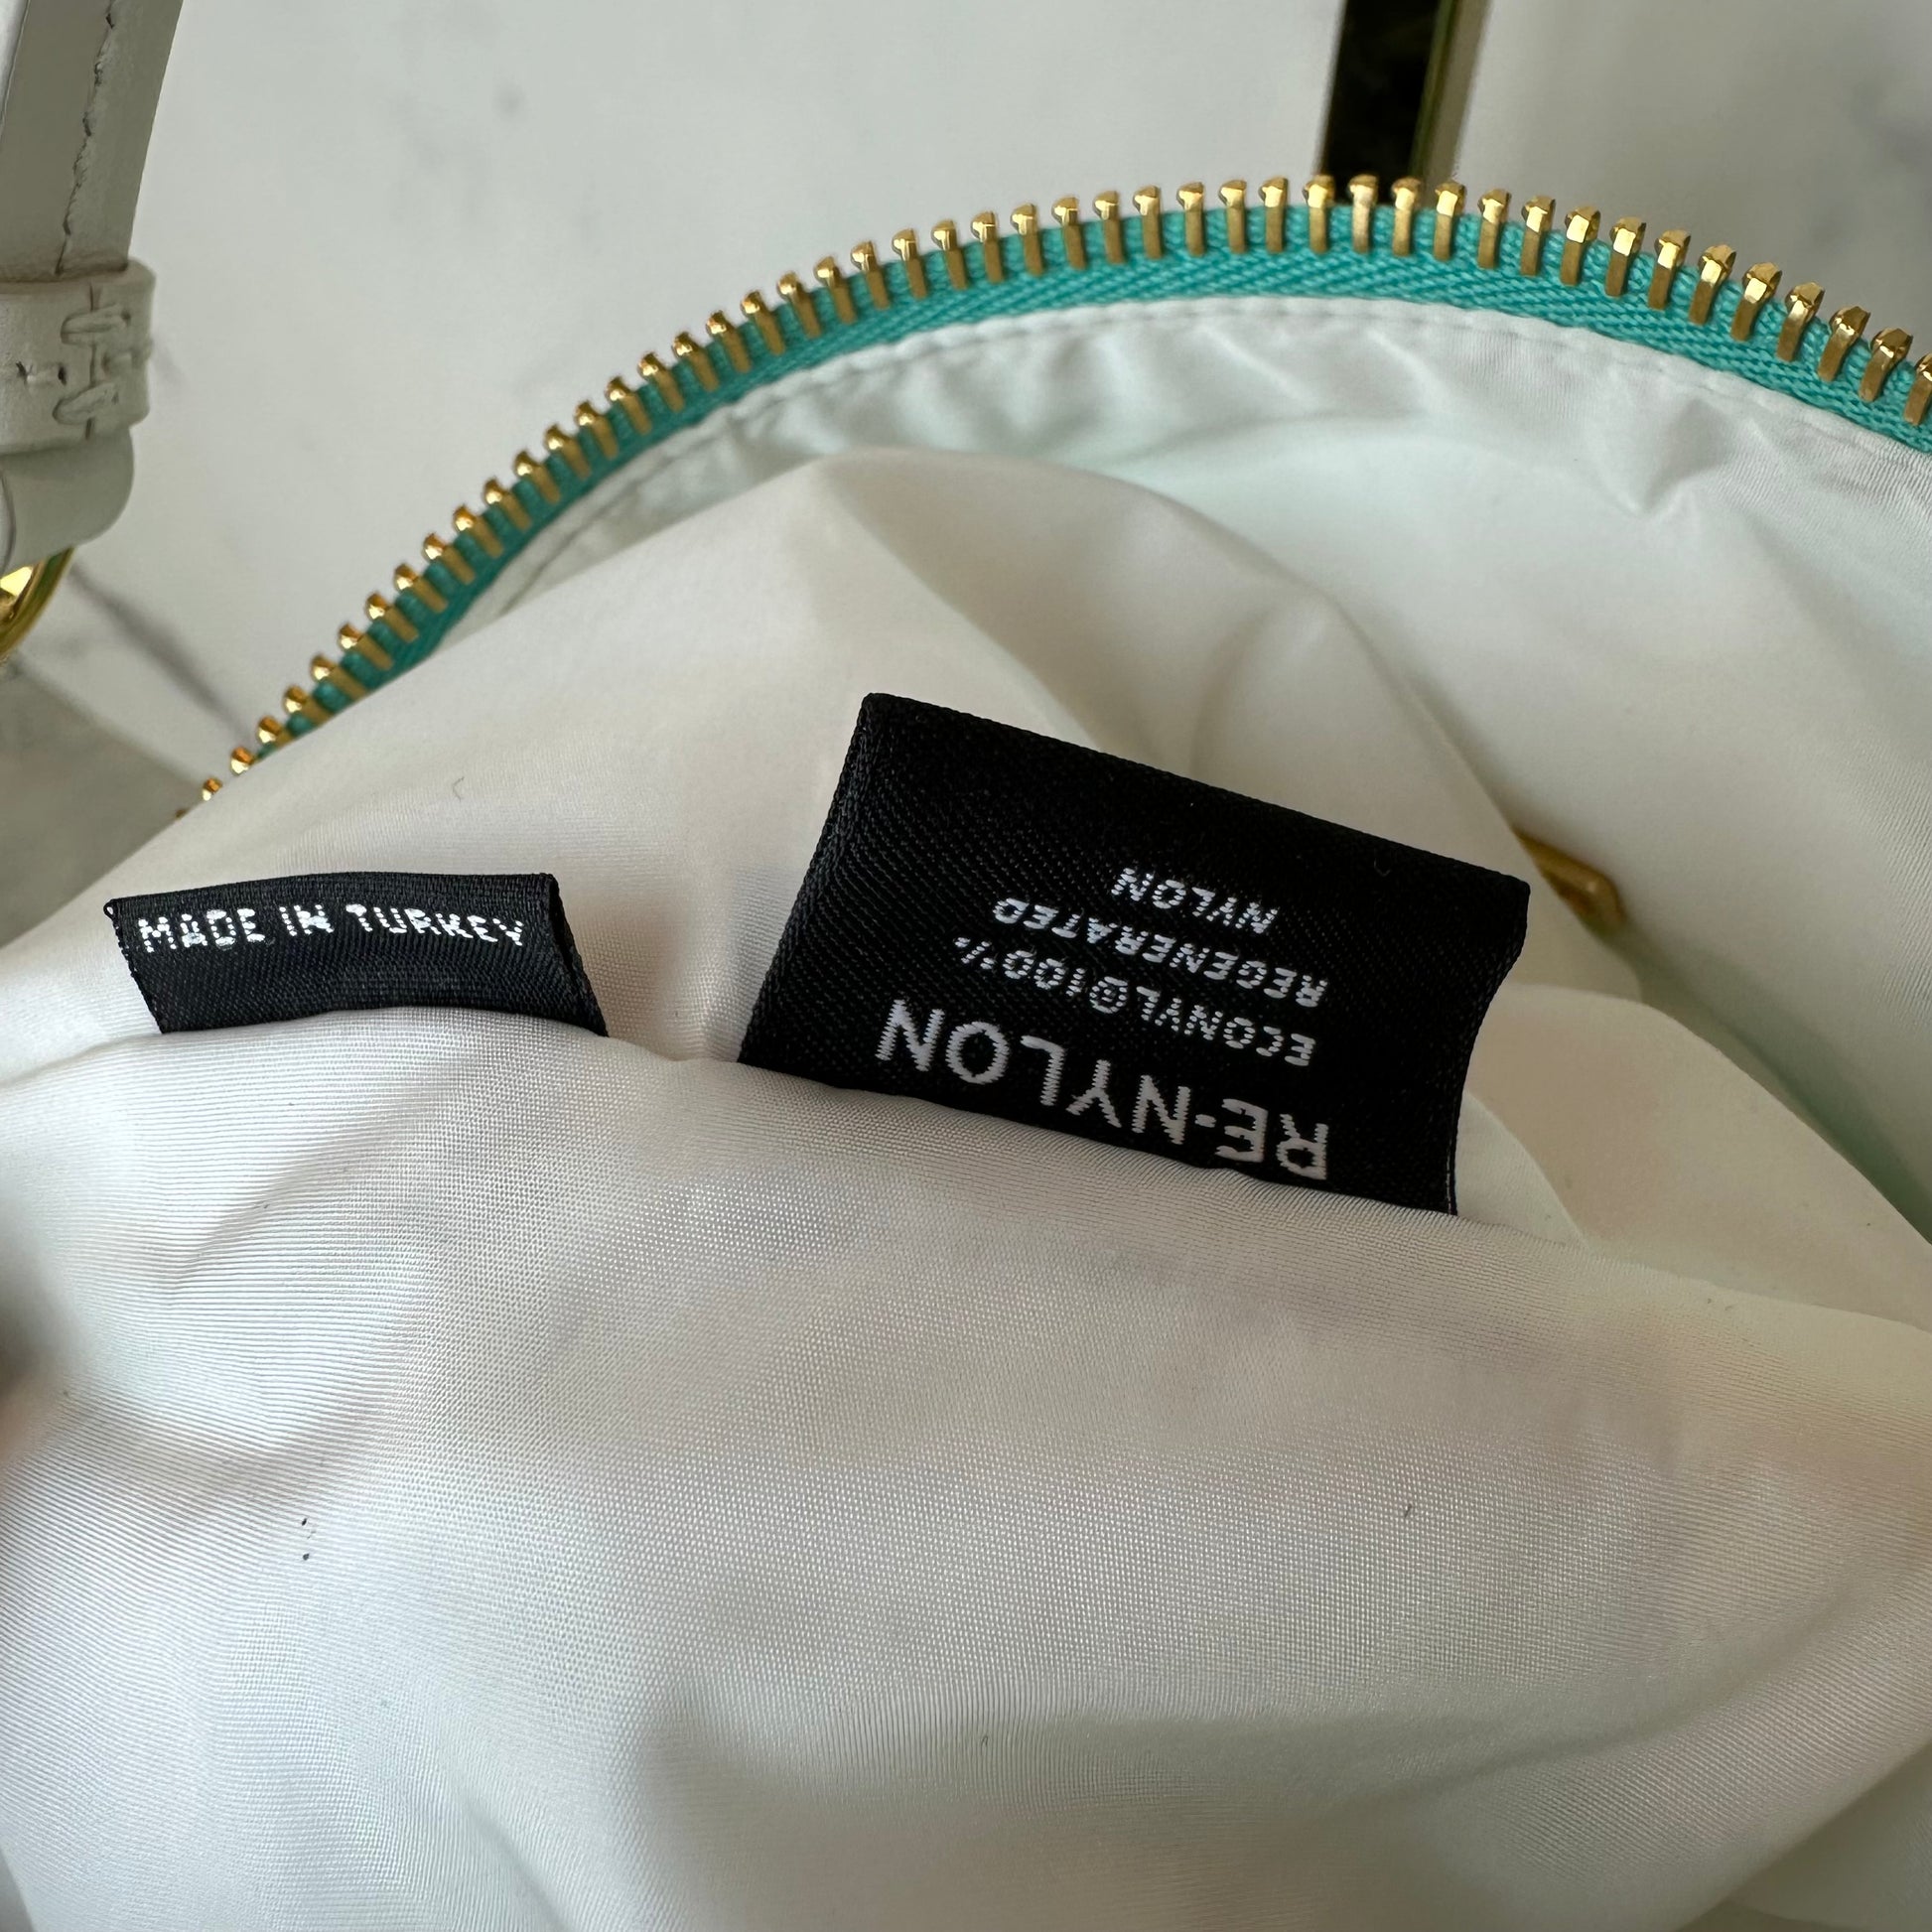 MADE IN TURKEY
RE-NYLON
ECONYL@100%
REGENERATED
NYLON